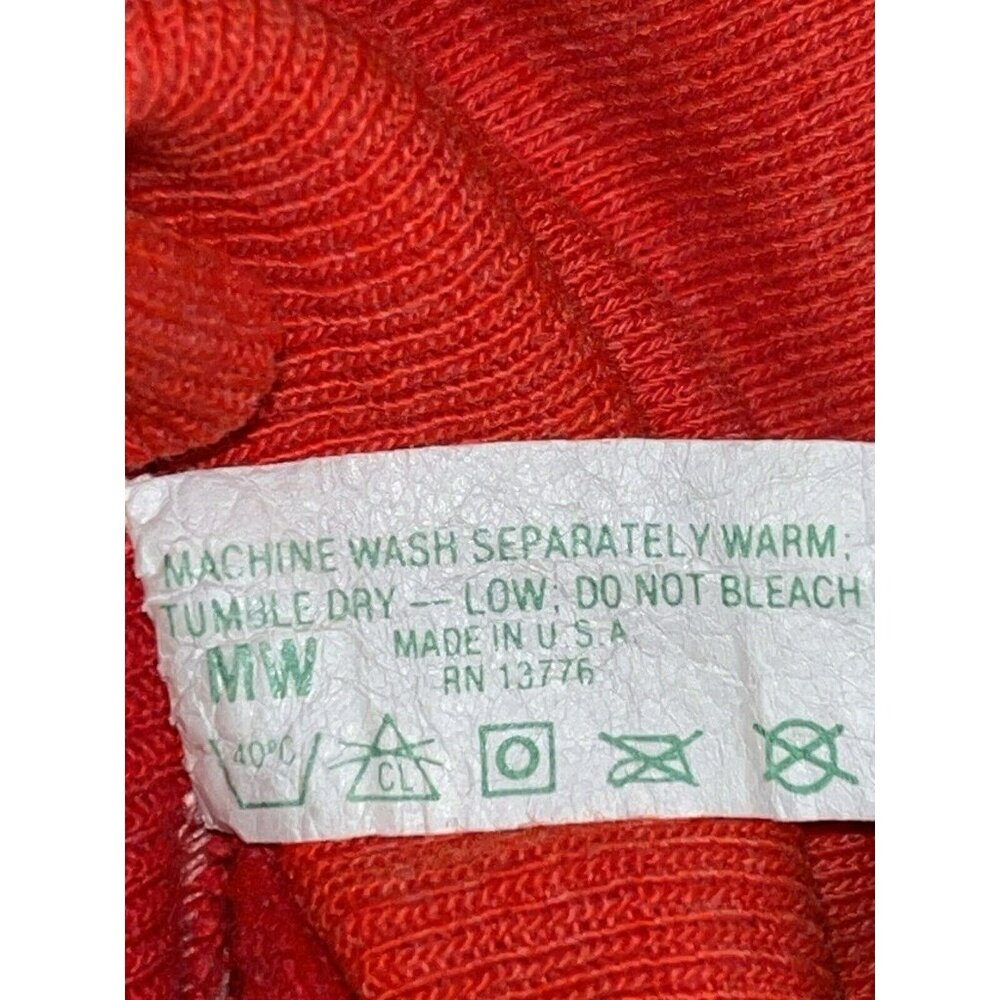 MACHINE WASH SEPARATELY WARM;
TUMBLE DRY — LOW; DO NOT BLEACH
MW
MADE IN U.S.A.
RN 13776
40°C
CL